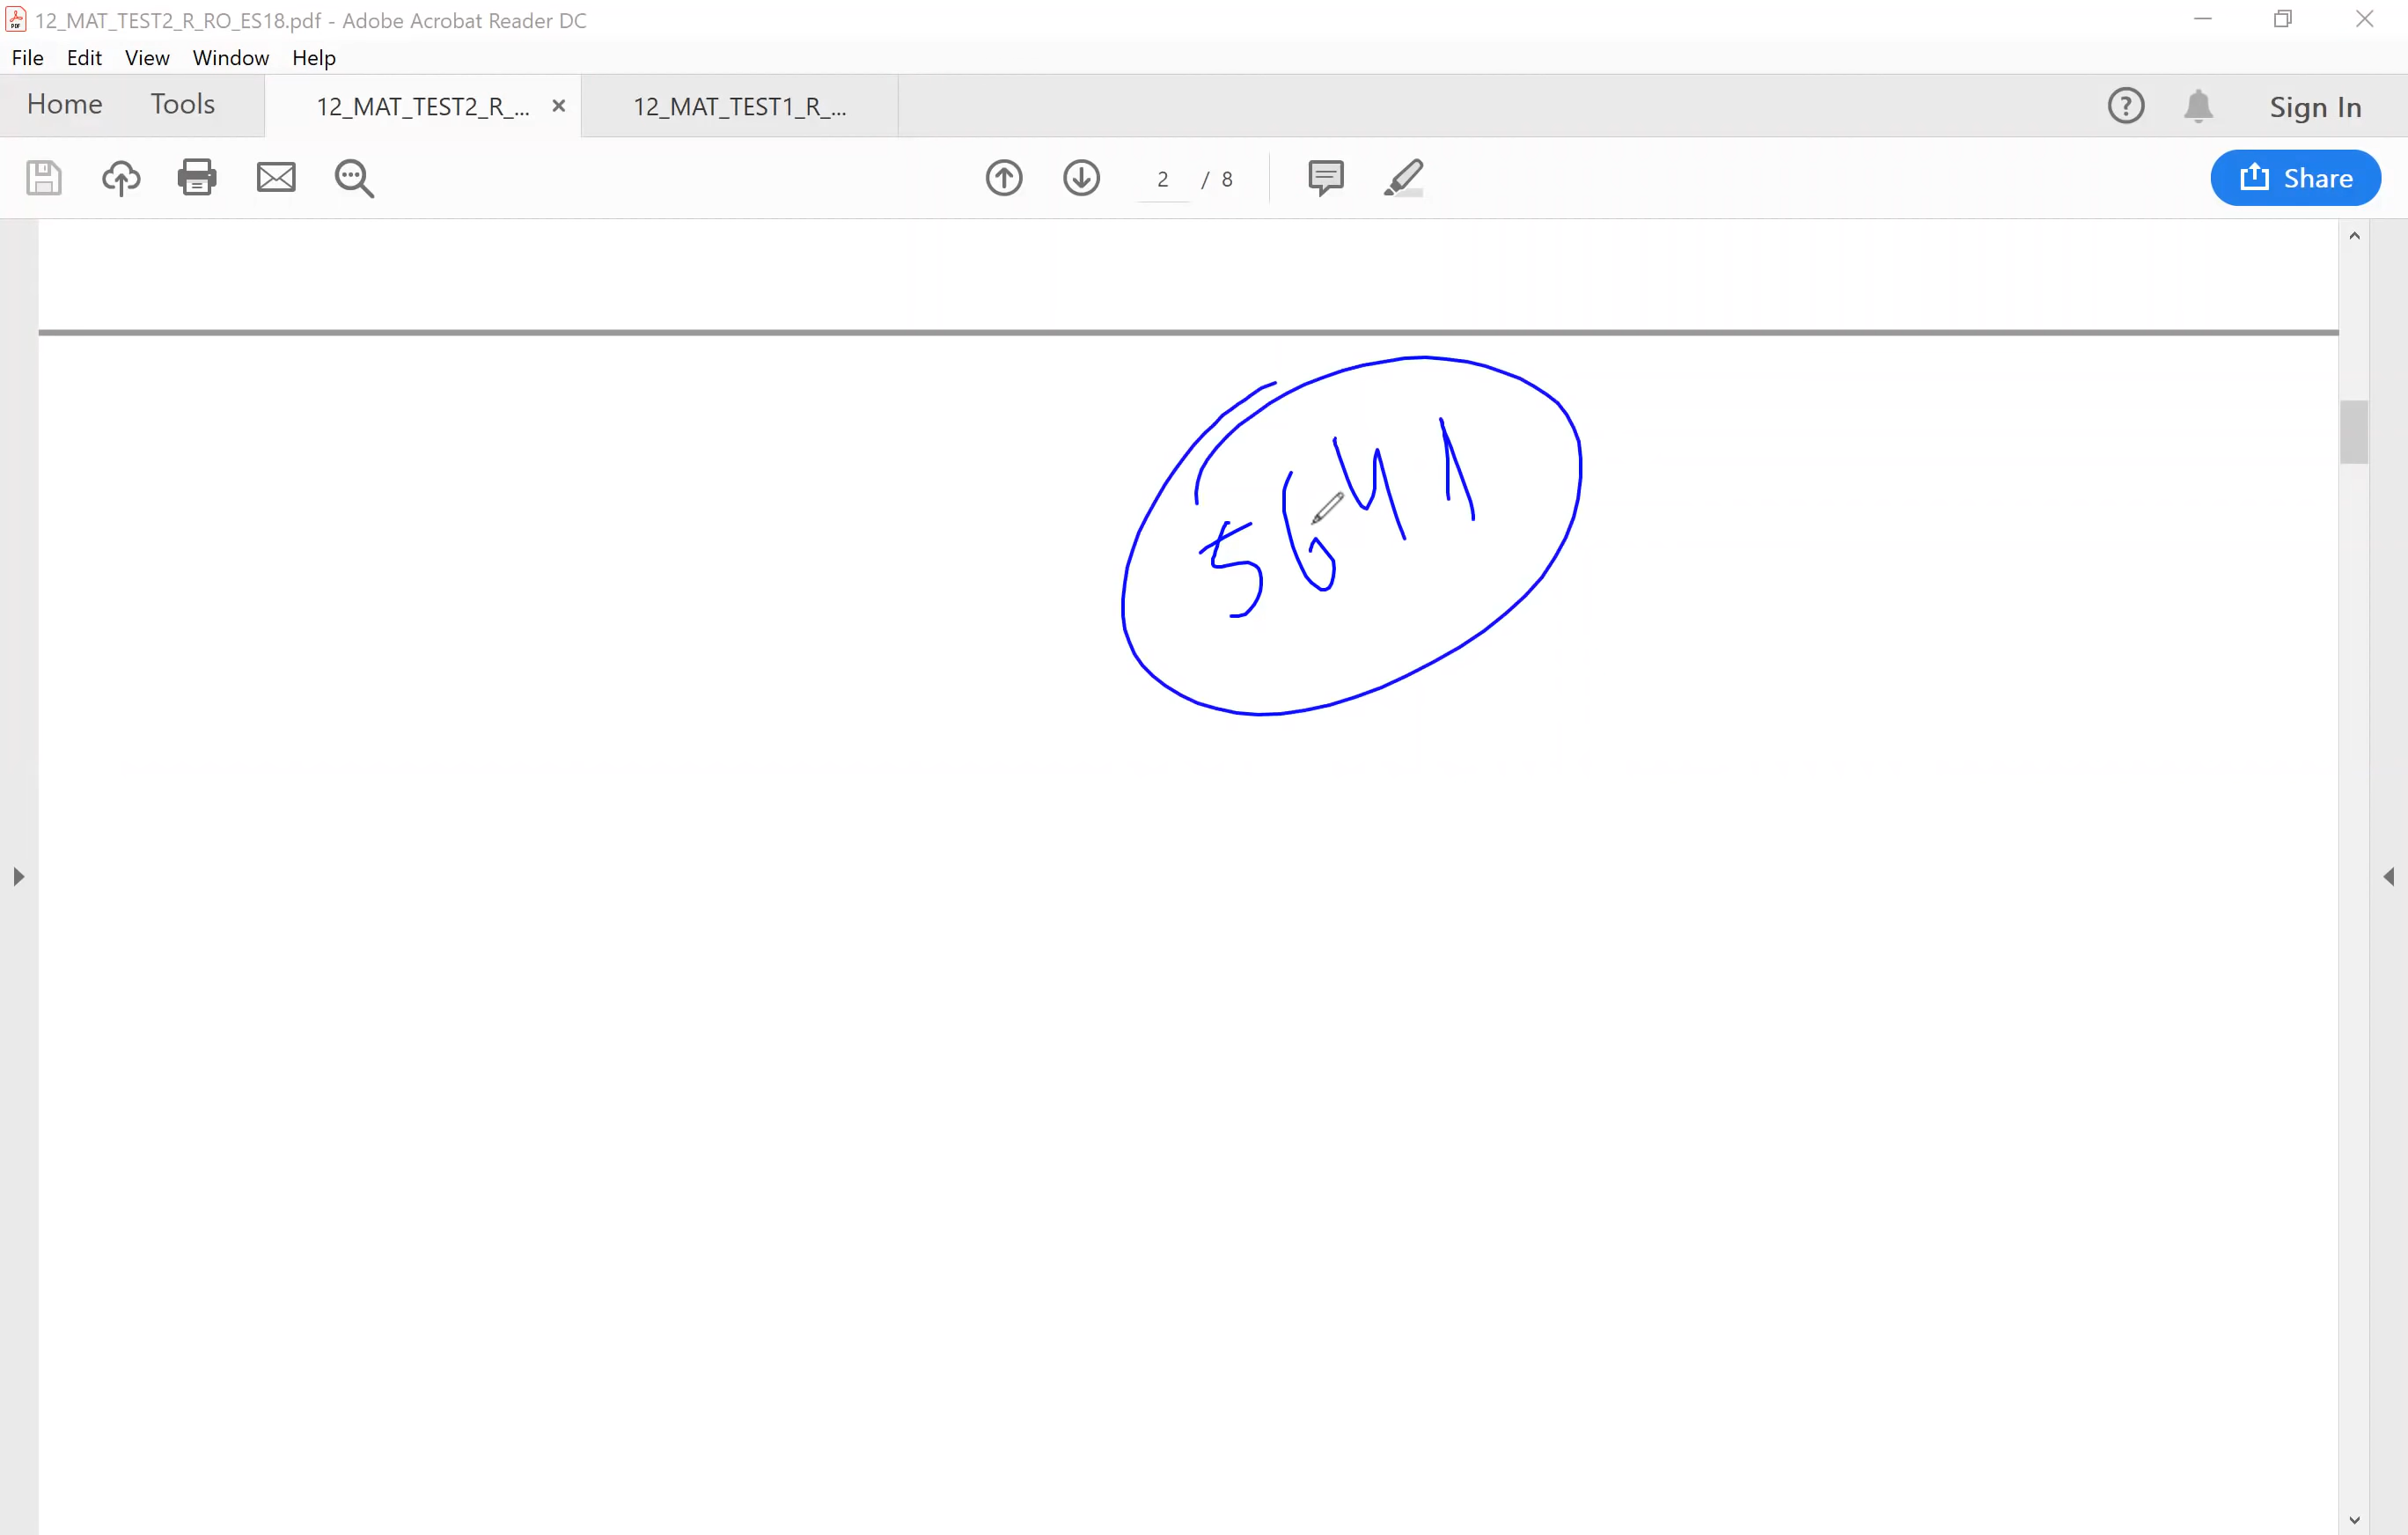 12_MAT_TEST2_R_RO_ES18.pdf - Adobe Acrobat Reader DC
File Edit View Window Help
Home Tools 12_MAT_TEST2_R_... 12_MAT_TEST1_R_... Sign In
2 / 8 Share
5641